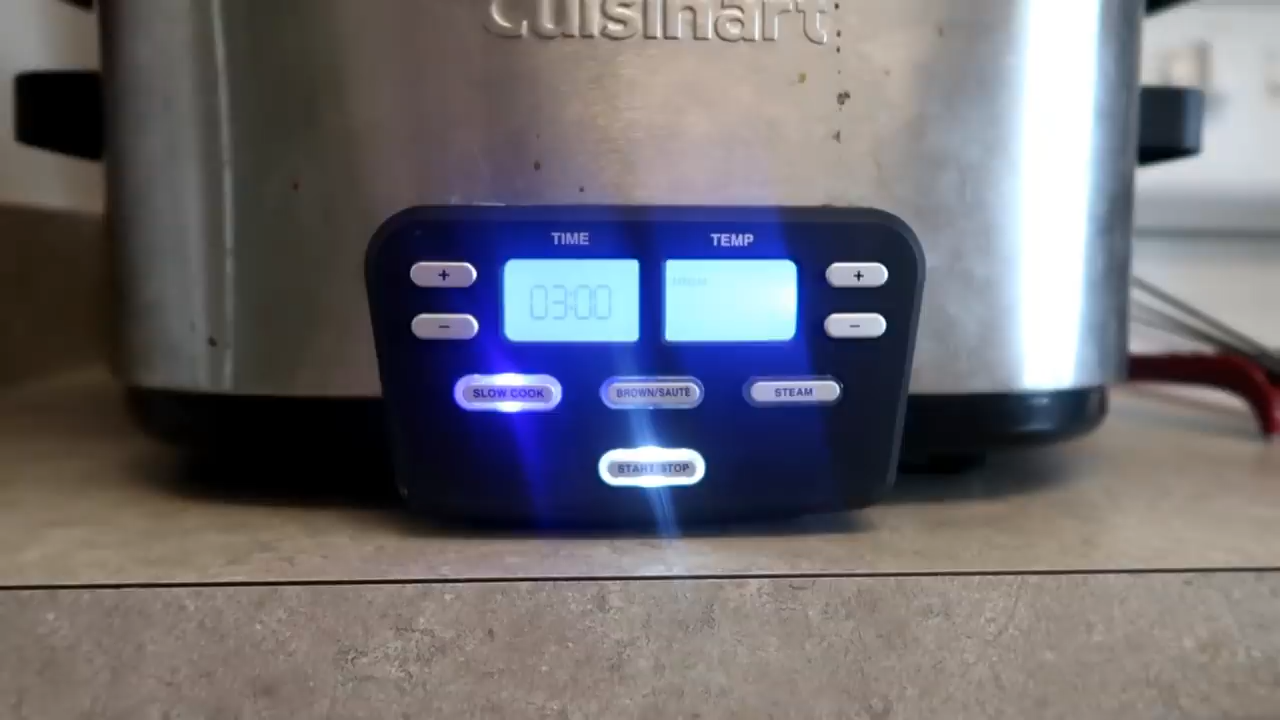 Cuisinart
TIME TEMP
+ +
03:00
- -
SLOW COOK BROWN/SAUTE STEAM
START/STOP